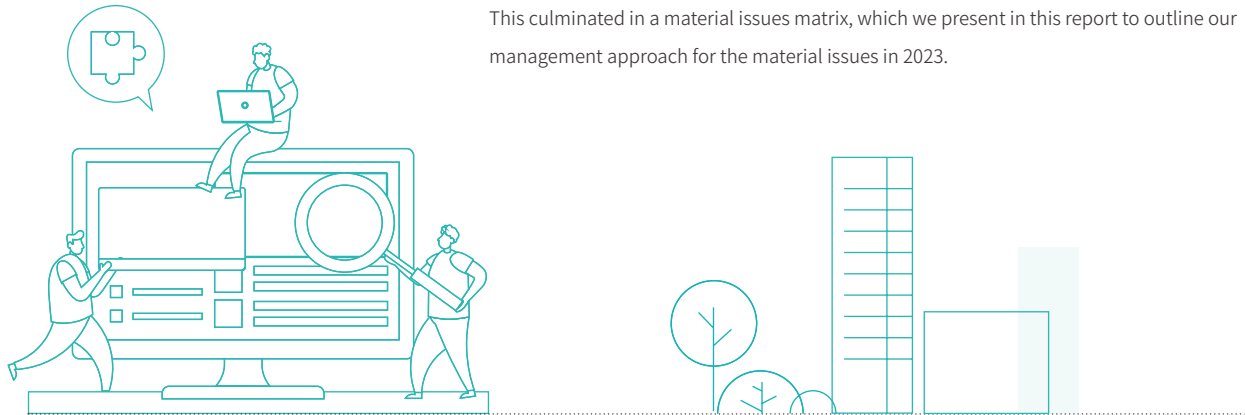 This culminated in a material issues matrix, which we present in this report to outline our
management approach for the material issues in 2023.